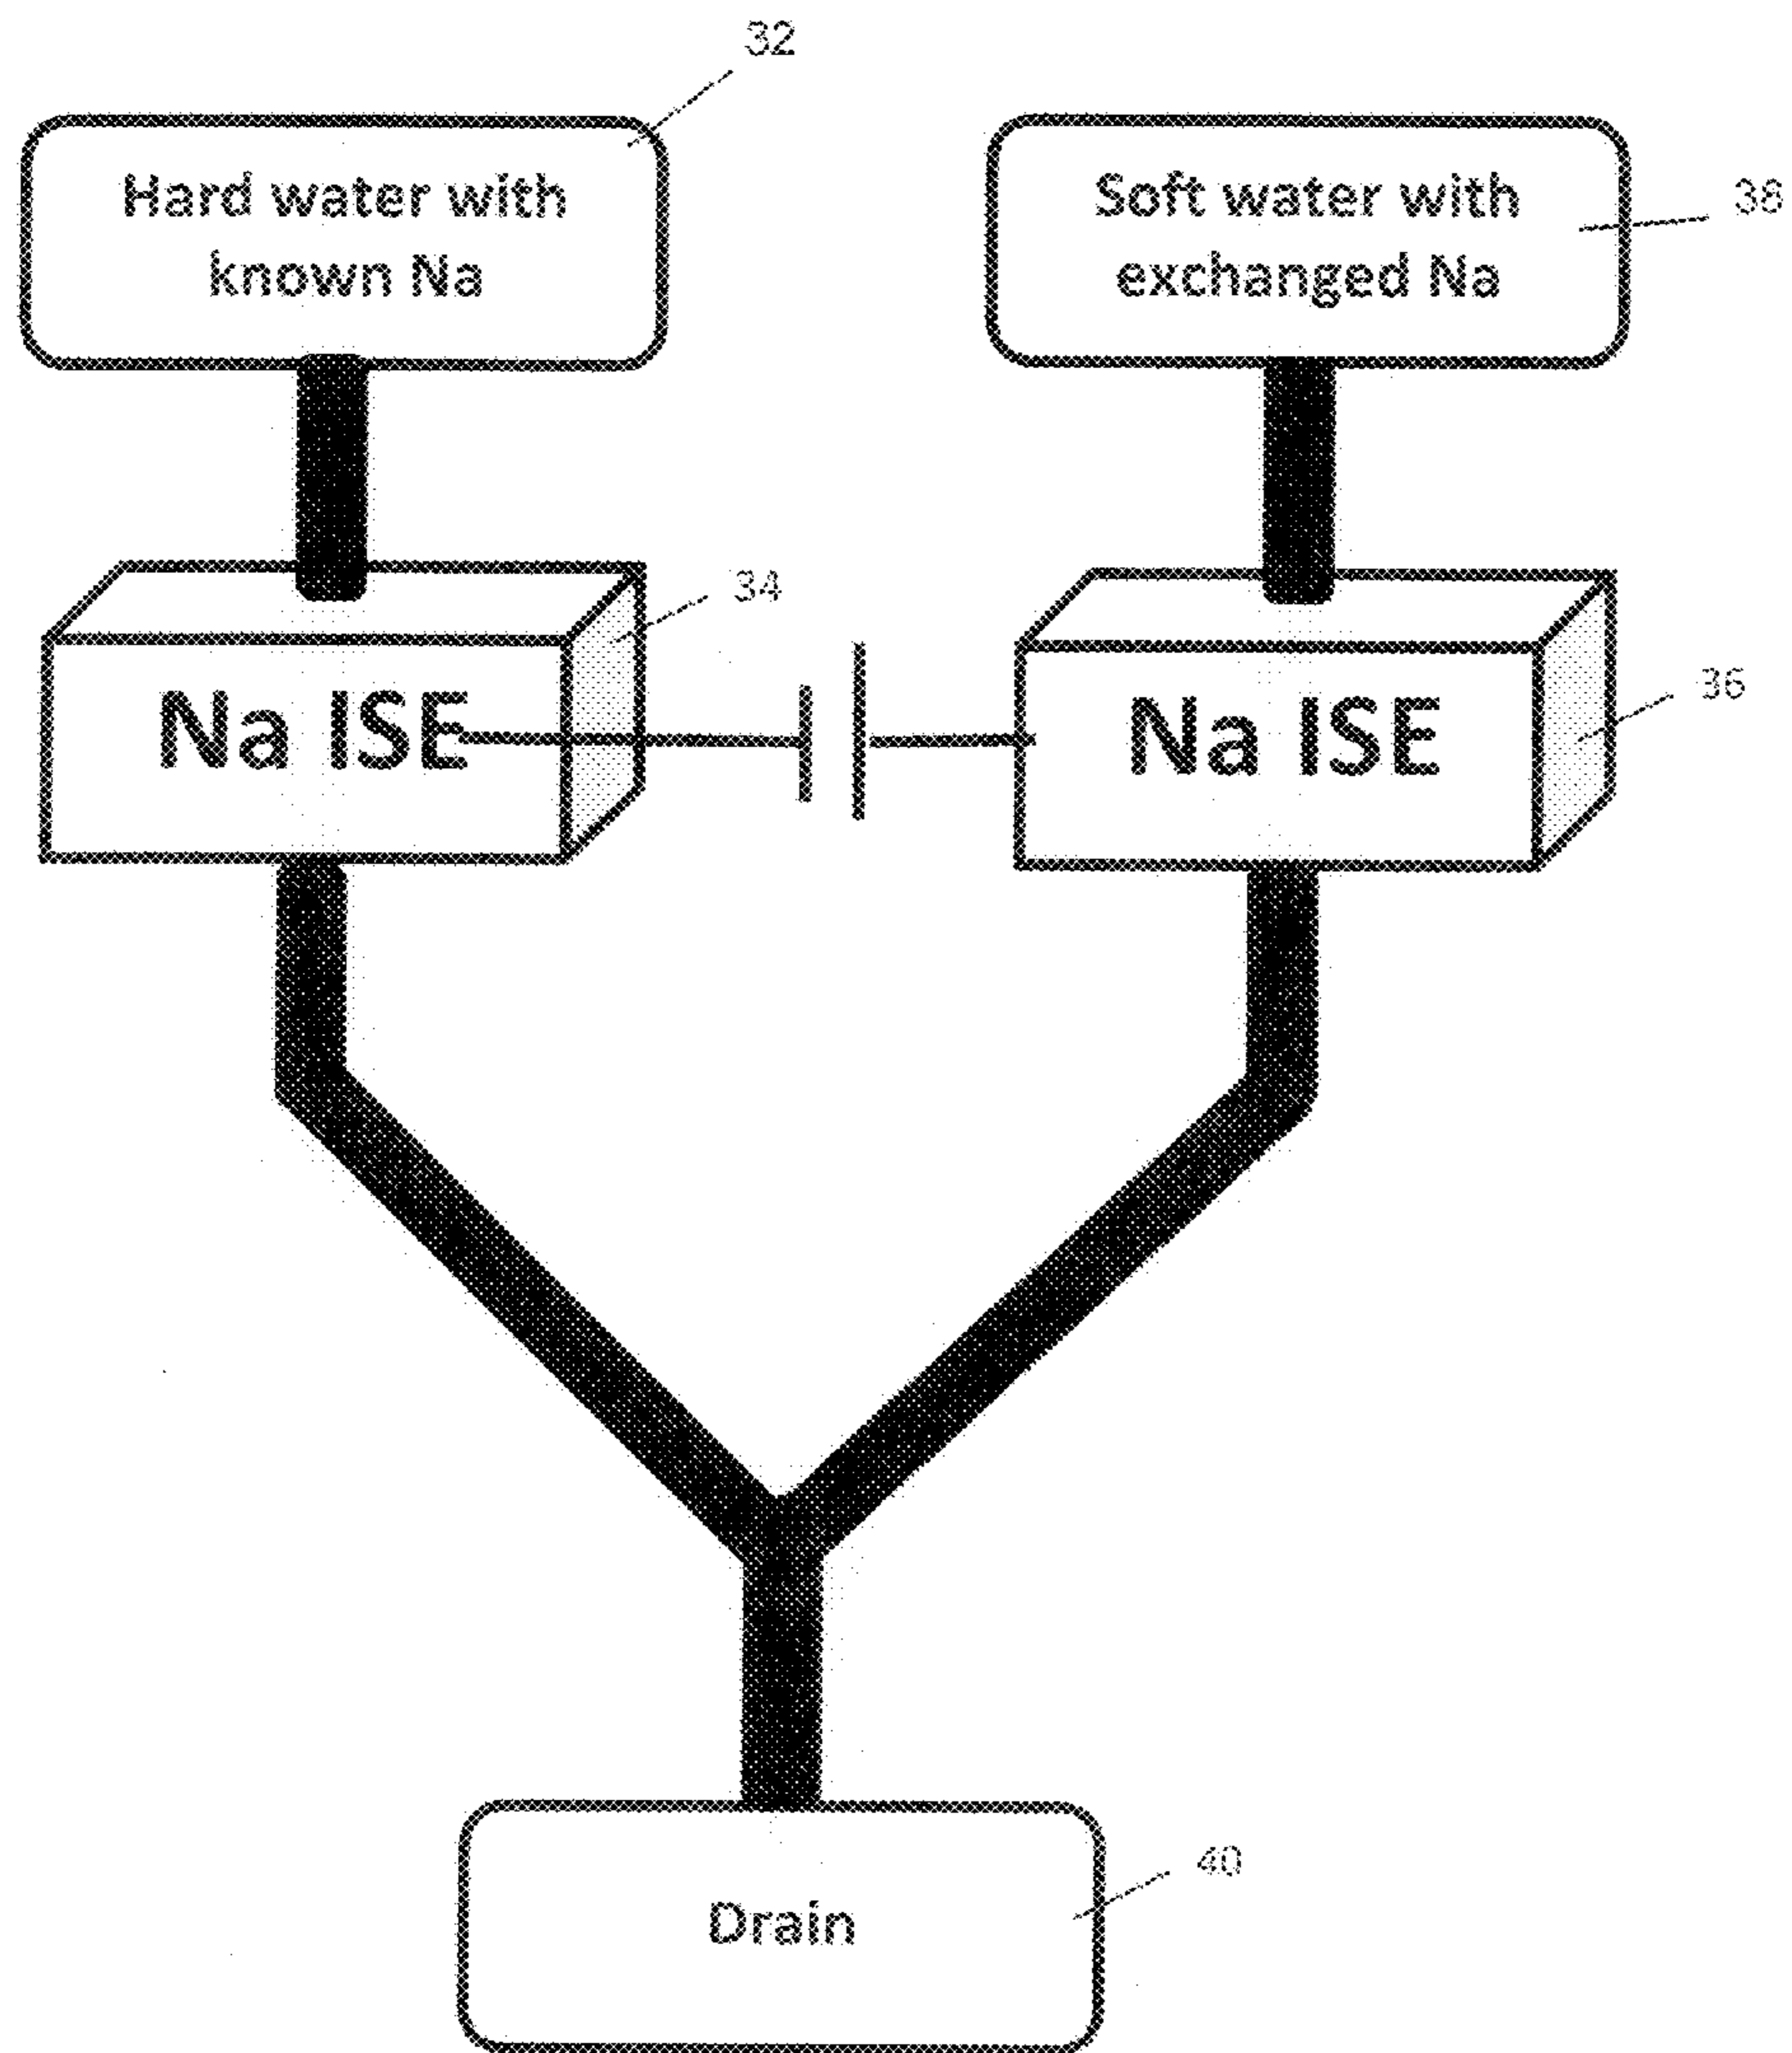 32
Hard water with
known Na
Soft water with
exchanged Na
38
34
Na ISE
Na ISE
36
Drain
40